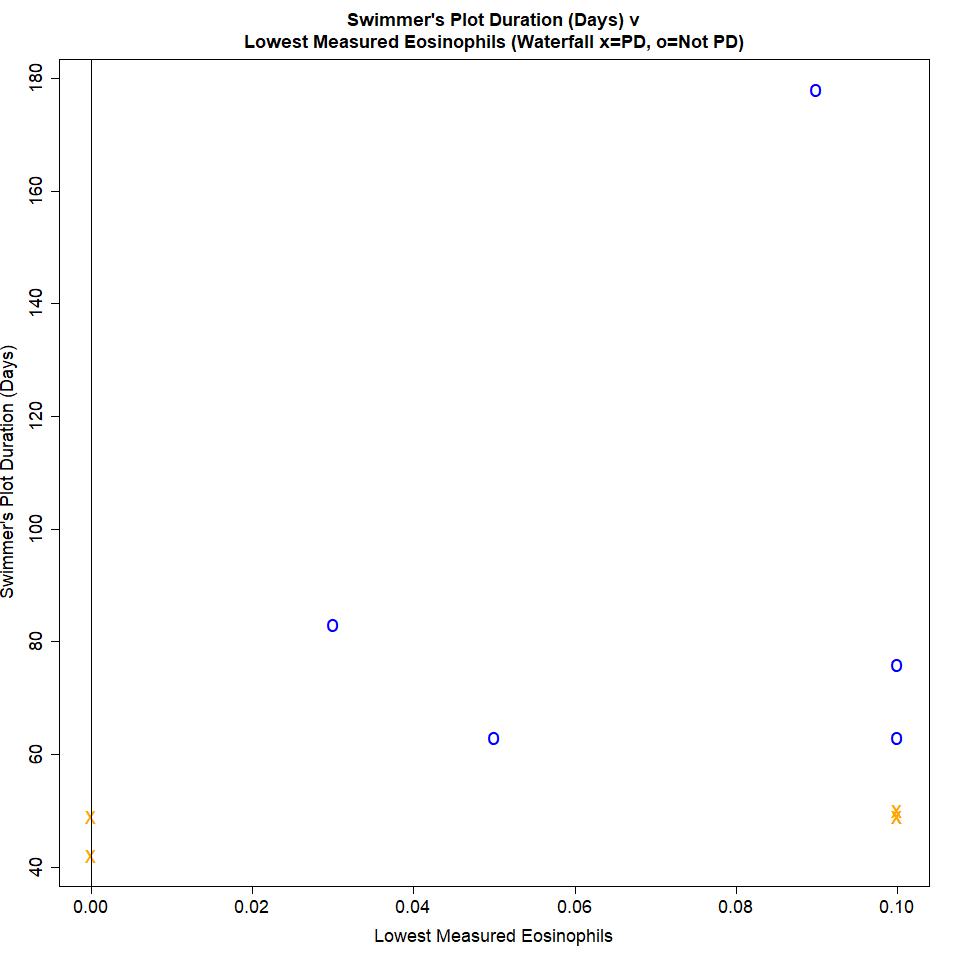 Swimmer's Plot Duration (Days) v
Lowest Measured Eosinophils (Waterfall x=PD, o=Not PD)
180
160
140
120
100
80
60
40
Swimmer's Plot Duration (Days)
O
O
O
O
O
X
X
X
X
0.00
0.02
0.04
0.06
0.08
0.10
Lowest Measured Eosinophils